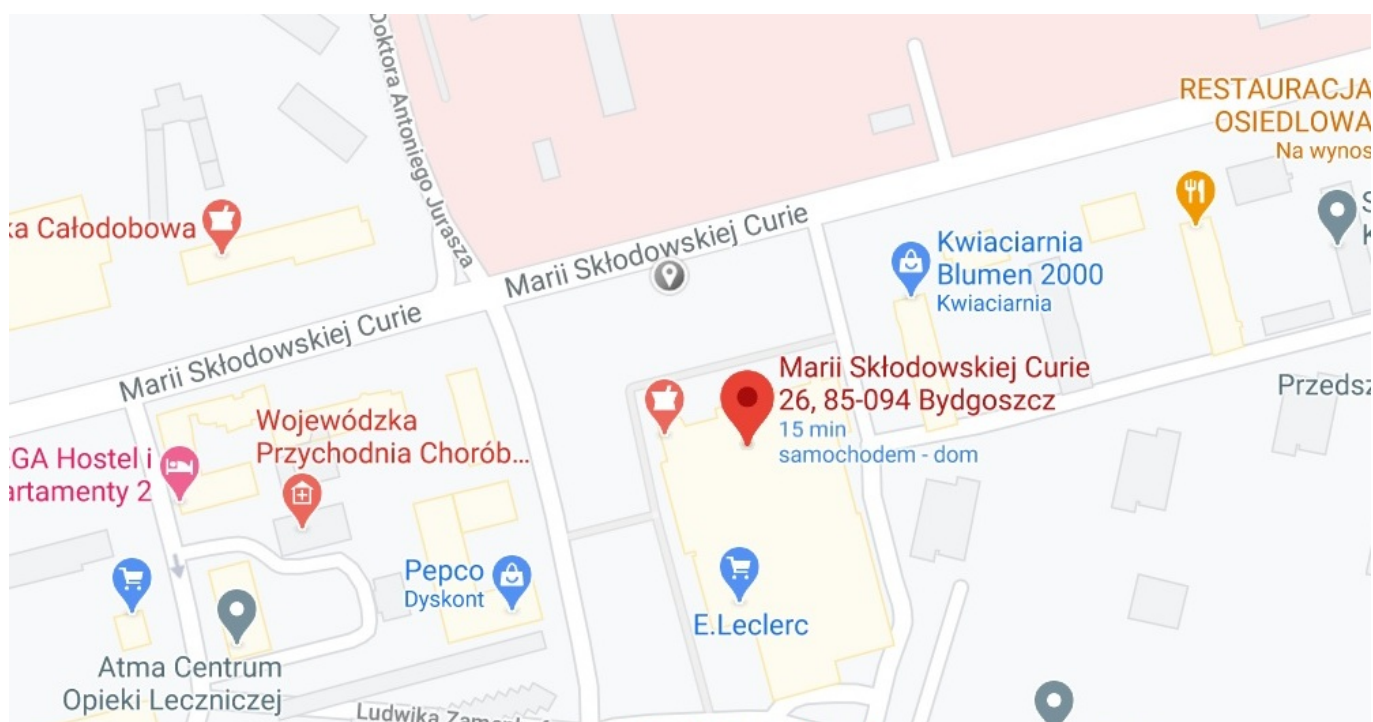 Doktora Antoniego Jurasza
RESTAURACJA
OSIEDLOWA
Na wynos
ka Całodobowa
Marii Skłodowskiej Curie
Kwiaciarnia
Blumen 2000
Kwiaciarnia
Marii Skłodowskiej Curie
Marii Skłodowskiej Curie
26, 85-094 Bydgoszcz
15 min
samochodem - dom
Przedsz
Wojewódzka
Przychodnia Chorób...
GA Hostel i
artamenty 2
Pepco
Dyskont
E.Leclerc
Atma Centrum
Opieki Leczniczej
Ludwika